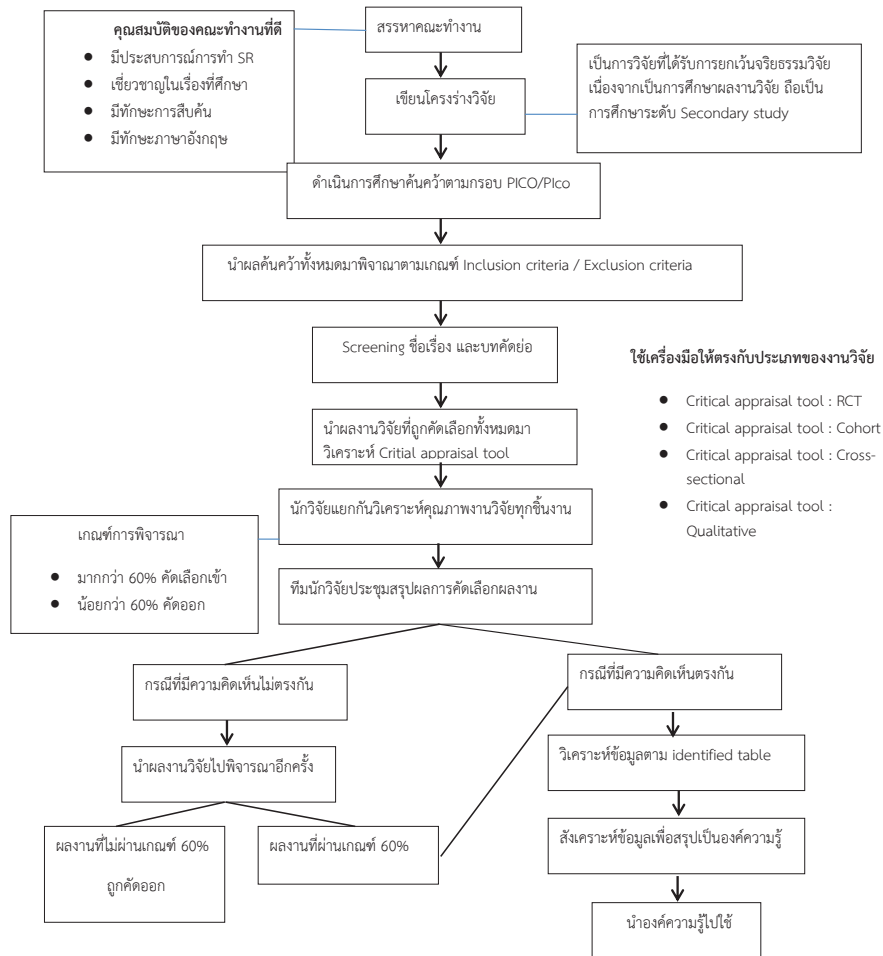 คุณสมบัติของคณะทำงานที่ดี
● มีประสบการณ์การทำ SR
● เชี่ยวชาญในเรื่องที่ศึกษา
● มีทักษะการสืบค้น
● มีทักษะภาษาอังกฤษ
สรรหาคณะทำงาน
เขียนโครงร่างวิจัย
เป็นการวิจัยที่ได้รับการยกเว้นจริยธรรมวิจัย
เนื่องจากเป็นการศึกษาผลงานวิจัย ถือเป็น
การศึกษาระดับ Secondary study
ดำเนินการศึกษาค้นคว้าตามกรอบ PICO/PIco
นำผลค้นคว้าทั้งหมดมาพิจาณาตามเกณฑ์ Inclusion criteria / Exclusion criteria
Screening ชื่อเรื่อง และบทคัดย่อ
ใช้เครื่องมือให้ตรงกับประเภทของงานวิจัย
● Critical appraisal tool : RCT
● Critical appraisal tool : Cohort
● Critical appraisal tool : Cross-
sectional
● Critical appraisal tool :
Qualitative
นำผลงานวิจัยที่ถูกคัดเลือกทั้งหมดมา
วิเคราะห์ Critial appraisal tool
นักวิจัยแยกกันวิเคราะห์คุณภาพงานวิจัยทุกชิ้นงาน
เกณฑ์การพิจารณา
● มากกว่า 60% คัดเลือกเข้า
● น้อยกว่า 60% คัดออก
ทีมนักวิจัยประชุมสรุปผลการคัดเลือกผลงาน
กรณีที่มีความคิดเห็นไม่ตรงกัน
กรณีที่มีความคิดเห็นตรงกัน
นำผลงานวิจัยไปพิจารณาอีกครั้ง
วิเคราะห์ข้อมูลตาม identified table
ผลงานที่ไม่ผ่านเกณฑ์ 60%
ถูกคัดออก
ผลงานที่ผ่านเกณฑ์ 60%
สังเคราะห์ข้อมูลเพื่อสรุปเป็นองค์ความรู้
นำองค์ความรู้ไปใช้